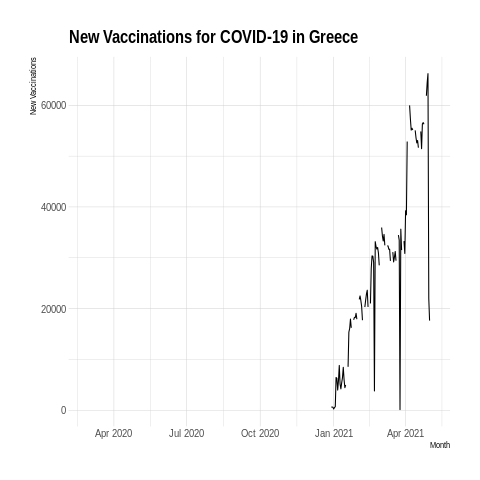 New Vaccinations for COVID-19 in Greece
New Vaccinations
60000
40000
20000
0
Apr 2020 Jul 2020 Oct 2020 Jan 2021 Apr 2021
Month